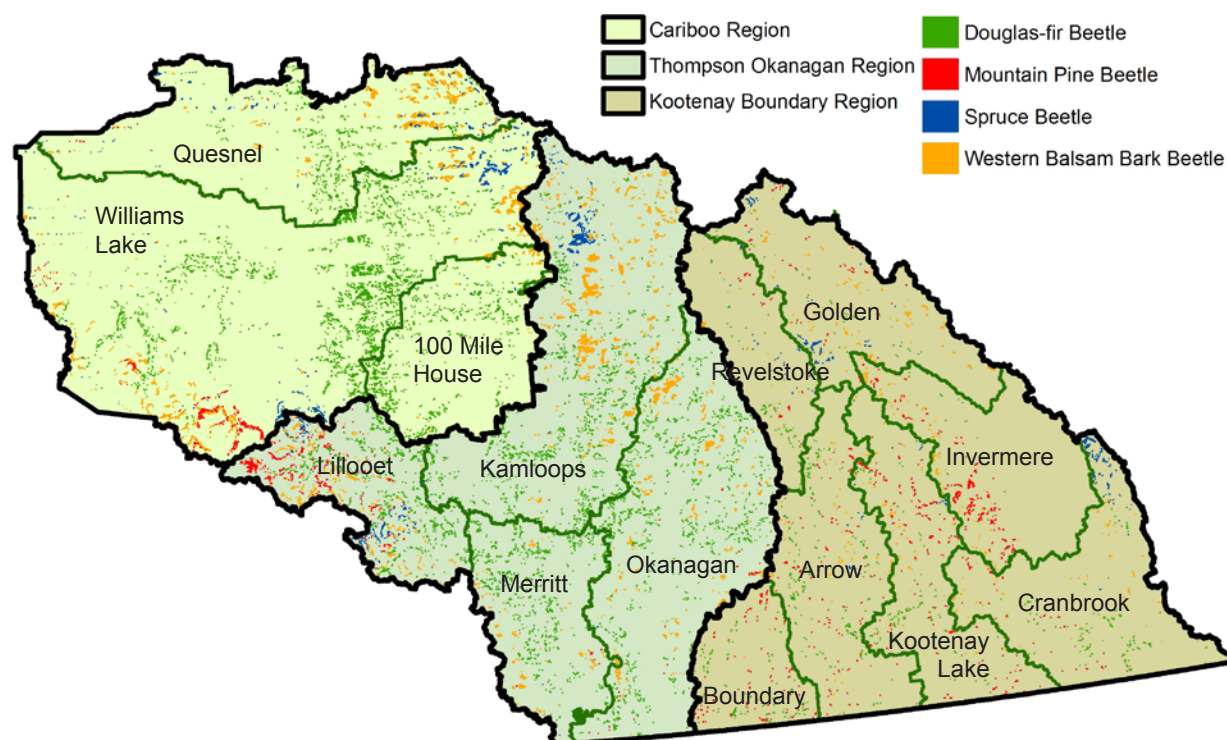 Cariboo Region
Thompson Okanagan Region
Kootenay Boundary Region
Douglas-fir Beetle
Mountain Pine Beetle
Spruce Beetle
Western Balsam Bark Beetle
Quesnel
Williams
Lake
100 Mile
House
Golden
Revelstoke
Lillooet
Kamloops
Invermere
Merritt
Okanagan
Arrow
Cranbrook
Kootenay
Lake
Boundary